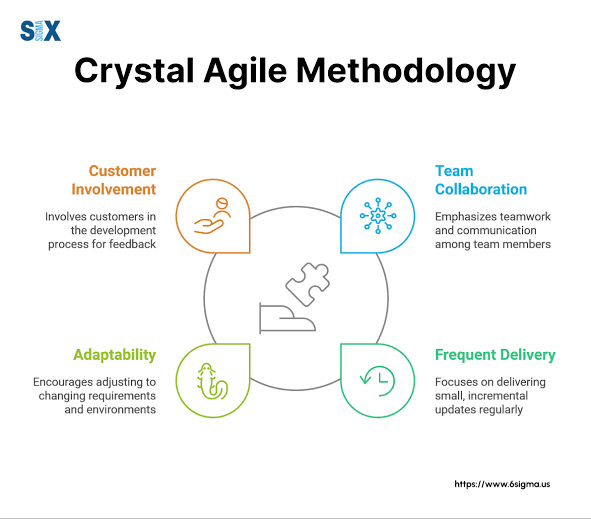 SIX
SIGMA
Crystal Agile Methodology
Customer
Involvement
Involves customers in
the development
process for feedback
Team
Collaboration
Emphasizes teamwork
and communication
among team members
Adaptability
Encourages adjusting to
changing requirements
and environments
Frequent Delivery
Focuses on delivering
small, incremental
updates regularly
https://www.6sigma.us